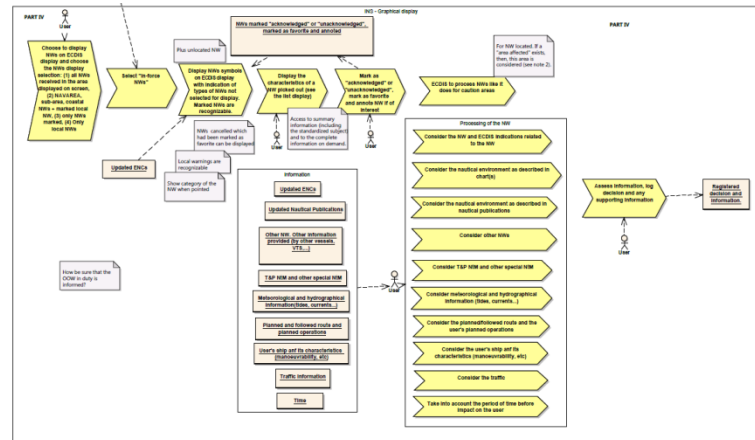 INS - Graphical display
PART IV
PART IV
User
Choose to display
NWs on ECDIS
display and choose
the NWs display
selection: (1) all NWs
received in the area
displayed on screen,
(2) NAVAREA,
sub-area, coastal
NWs + marked local
NW, (3) only NWs
marked, (4) Only
local NWs
Select "in-force
NWs"
Plus unlocated NW
Display NWs symbols
on ECDIS display
with indication of
types of NWs not
selected for display.
Marked NWs are
recognizable.
NWs marked "acknowledged" or "unacknowledged",
marked as favorite and annoted
Display the
characteristics of a
NW picked out (see
the list display)
Mark as
"acknowledged" or
"unacknowledged",
mark as favorite and
annote NW if of
interest
For NW located. If a
"area affected" exists,
then, this area is
considered (see note 2).
ECDIS to process NWs like it
does for caution areas
NWs cancelled which
had been marked as
favorite can be displayed
Access to summary
information (including
the standardized subject)
and to the complete
information on demand.
User
User
Updated ENCs
Local warnings are
recognizable
Show category of the
NW when pointed
Information
Updated ENCs
Updated Nautical Publications
Other NW. Other information
provided (by other vessels,
VTS....)
T&P NtM and other special NtM
Meteorological and hydrographical
information(tides, currents...)
Planned and followed route and
planned operations
User's ship anf its characteristics
(manoeuvrability, etc)
Traffic information
Time
User
Processing of the NW
Consider the NW and ECDIS indications related
to the NW
Consider the nautical environment as described in
chart(s)
Consider the nautical environment as described in
nautical publications
Consider other NWs
Consider T&P NtM and other special NtM
Consider meteorological and hydrographical
information (tides, currents...)
Consider the planned/followed route and the
user's planned operations
Consider the user's ship and its characteristics
(manoeuvrability, etc)
Consider the traffic
Take into account the period of time before
impact on the user
Assess information, log
decision and any
supporting information
Registered
decision and
information.
User
How be sure that the
OOW in duty is
informed?